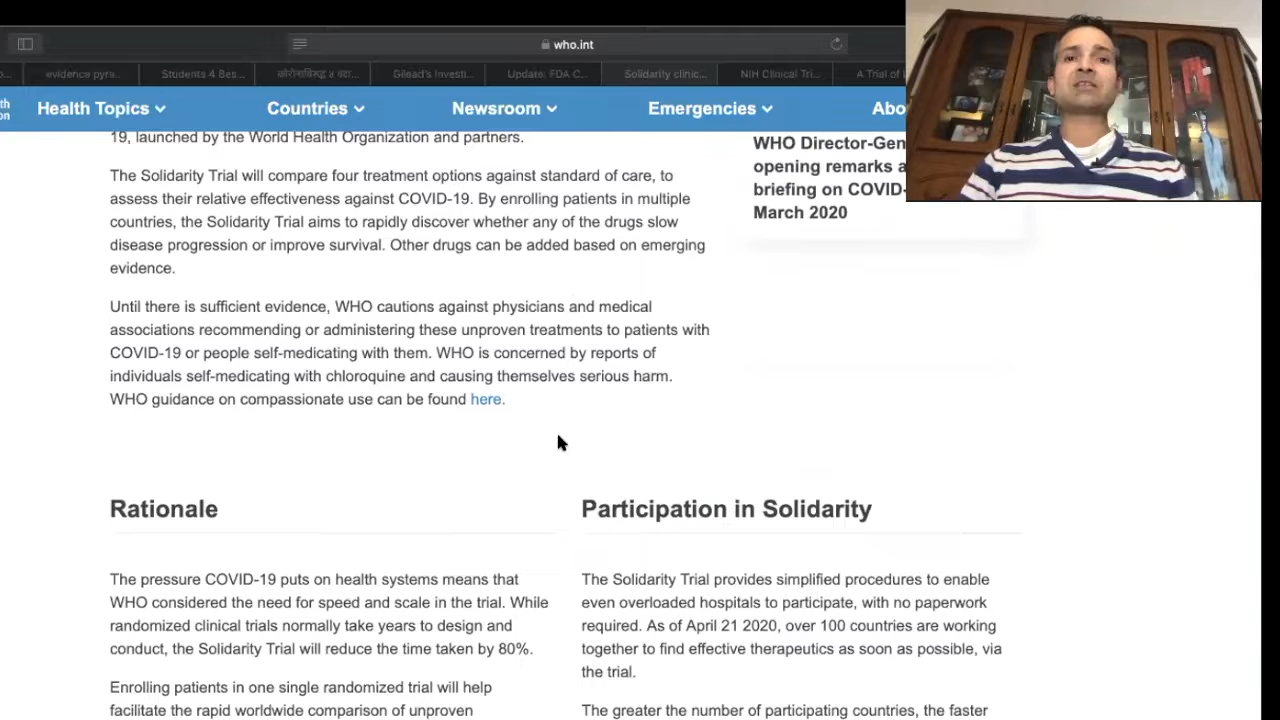 who.int
evidence pyra...
Students 4 Bes...
Gilead's Investi...
Update: FDA C...
Solidarity clinic...
NIH Clinical Tri...
A Trial of
Health Topics
Countries
Newsroom
Emergencies
Abo
19, launched by the World Health Organization and partners.
The Solidarity Trial will compare four treatment options against standard of care, to
assess their relative effectiveness against COVID-19. By enrolling patients in multiple
countries, the Solidarity Trial aims to rapidly discover whether any of the drugs slow
disease progression or improve survival. Other drugs can be added based on emerging
evidence.
Until there is sufficient evidence, WHO cautions against physicians and medical
associations recommending or administering these unproven treatments to patients with
COVID-19 or people self-medicating with them. WHO is concerned by reports of
individuals self-medicating with chloroquine and causing themselves serious harm.
WHO guidance on compassionate use can be found here.
WHO Director-Gen
opening remarks a
briefing on COVID-
March 2020
Rationale
The pressure COVID-19 puts on health systems means that
WHO considered the need for speed and scale in the trial. While
randomized clinical trials normally take years to design and
conduct, the Solidarity Trial will reduce the time taken by 80%.
Enrolling patients in one single randomized trial will help
facilitate the rapid worldwide comparison of unproven
Participation in Solidarity
The Solidarity Trial provides simplified procedures to enable
even overloaded hospitals to participate, with no paperwork
required. As of April 21 2020, over 100 countries are working
together to find effective therapeutics as soon as possible, via
the trial.
The greater the number of participating countries, the faster